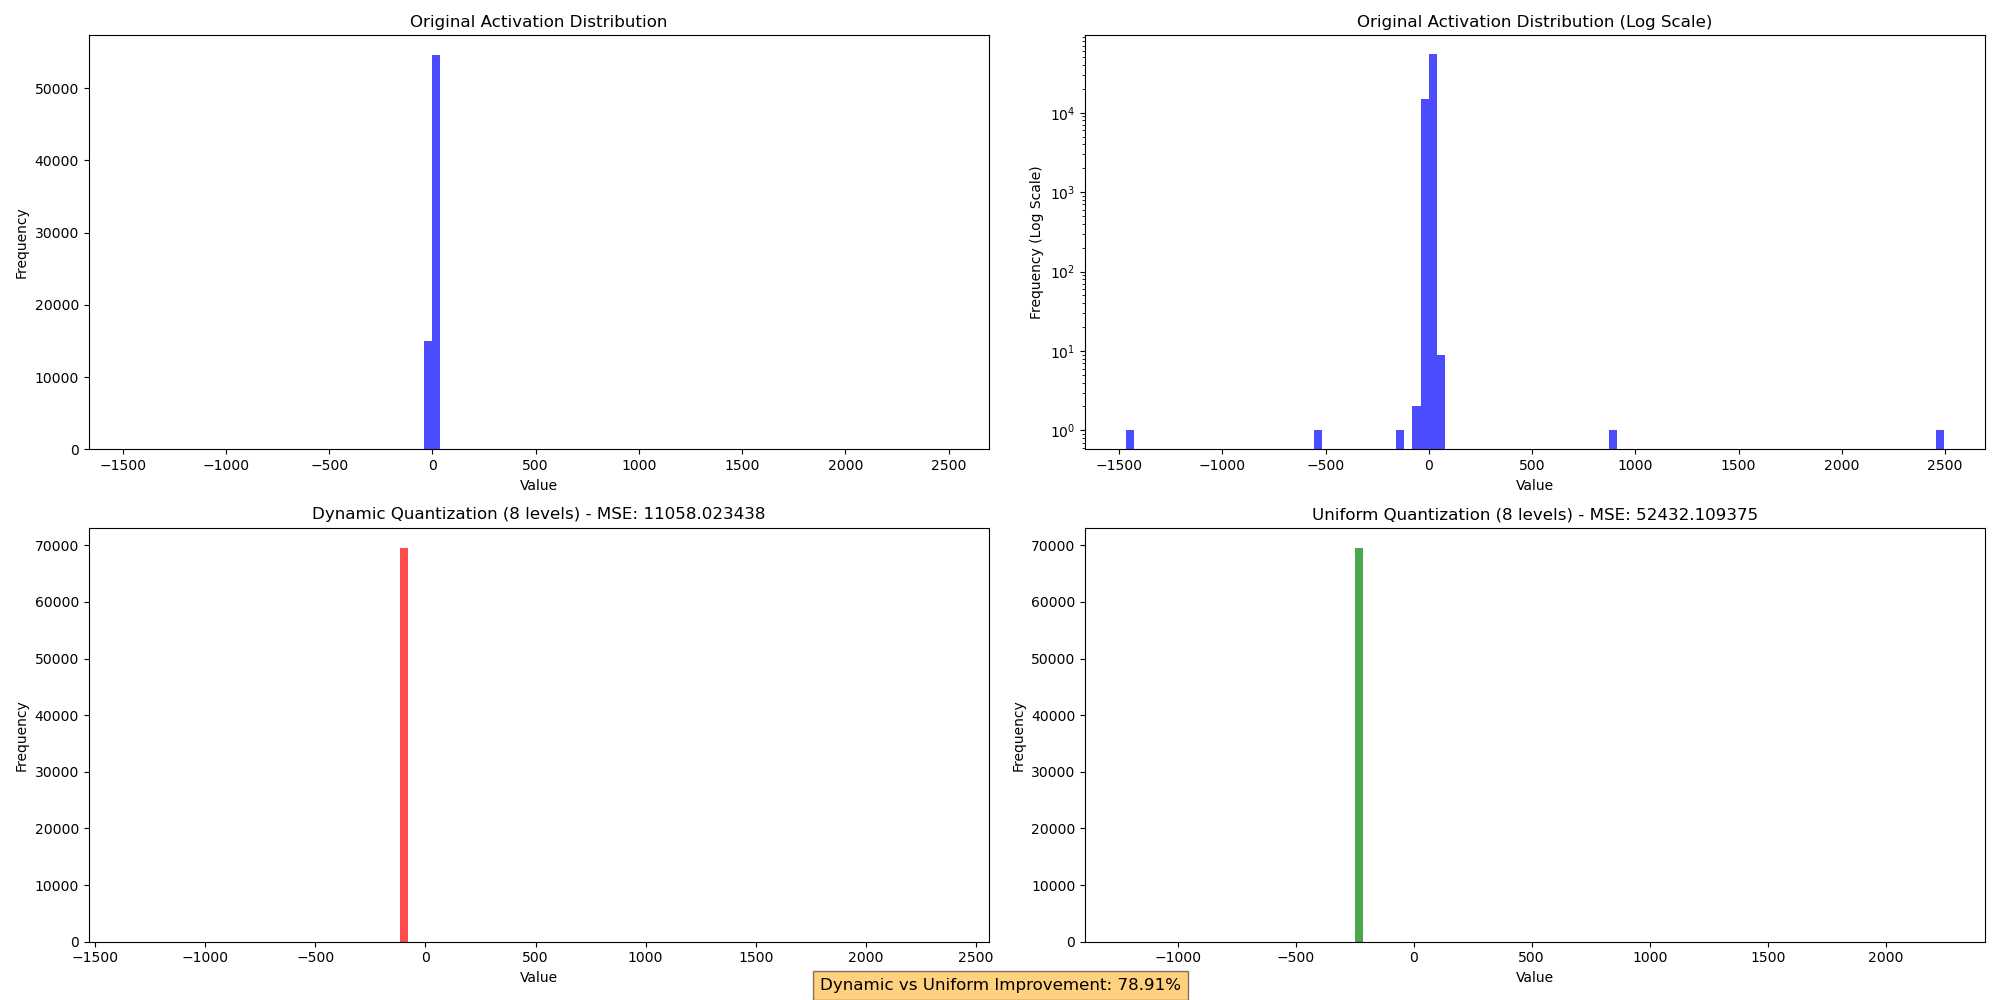 Original Activation Distribution
50000
40000
30000
20000
10000
0
Frequency
−1500 −1000 −500 0 500 1000 1500 2000 2500
Value
Original Activation Distribution (Log Scale)
10^4
10^3
10^2
10^1
10^0
Frequency (Log Scale)
−1500 −1000 −500 0 500 1000 1500 2000 2500
Value
Dynamic Quantization (8 levels) - MSE: 11058.023438
70000
60000
50000
40000
30000
20000
10000
0
Frequency
−1500 −1000 −500 0 500 1000 1500 2000 2500
Value
Uniform Quantization (8 levels) - MSE: 52432.109375
70000
60000
50000
40000
30000
20000
10000
0
Frequency
−1000 −500 0 500 1000 1500 2000
Value
Dynamic vs Uniform Improvement: 78.91%